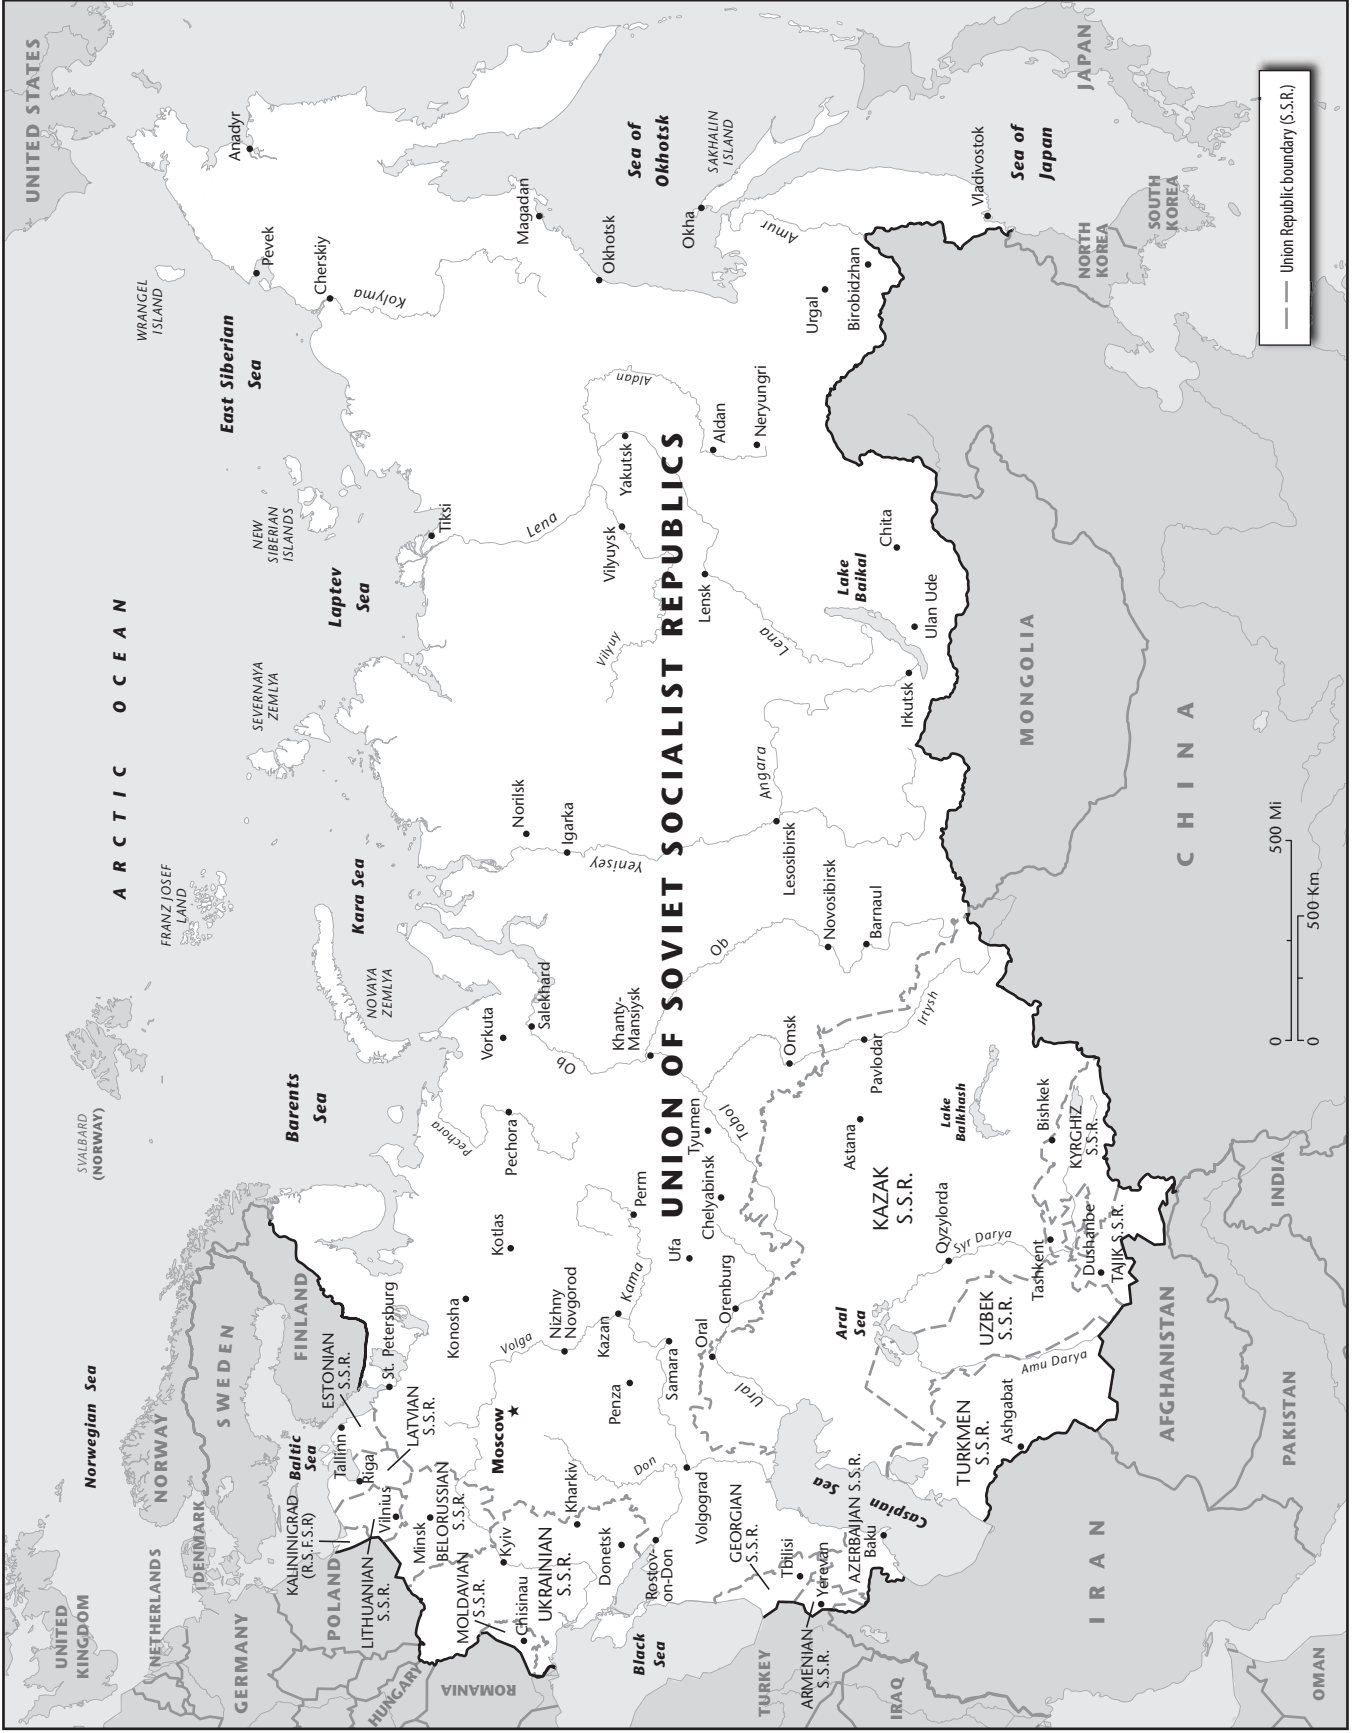 UNITED STATES
Anadyr
Pevek
Cherskiy
WRANGEL
ISLAND
East Siberian
Sea
Kolyma
Magadan
Okhotsk
Sea of
Okhotsk
SAKHALIN
ISLAND
Okha
Amur
JAPAN
Sea of
Japan
Vladivostok
NORTH
KOREA
SOUTH
KOREA
Urgal
Birobidzhan
Union Republic boundary (S.S.R.)
ARCTIC OCEAN
NEW
SIBERIAN
ISLANDS
Laptev
Sea
Tiksi
Lena
Aldan
Yakutsk
Vilyuysk
Vilyuy
Aldan
Neryungri
Lensk
Lena
Chita
Lake
Baikal
Ulan Ude
Irkutsk
MONGOLIA
CHINA
SEVERNAYA
ZEMLYA
Norilsk
Igarka
Yenisey
Angara
Lesosibirsk
FRANZ JOSEF
LAND
Kara Sea
NOVAYA
ZEMLYA
UNION OF SOVIET SOCIALIST REPUBLICS
Salekhard
Vorkuta
Ob
Khanty-
Mansiysk
Ob
Novosibirsk
Barnaul
Irtysh
Omsk
Pavlodar
Astana
Lake
Balkhash
Bishkek
KYRGHIZ
S.S.R.
SVALBARD
(NORWAY)
Barents
Sea
Pechora
Pechora
Tyumen
Tobol
Chelyabinsk
Perm
Kotlas
Ufa
KAZAK
S.S.R.
Qyzylorda
Syr Darya
Tashkent
Dushanbe
TAJIK S.S.R.
INDIA
Norwegian Sea
NORWAY
SWEDEN
FINLAND
St. Petersburg
Konosha
Volga
Nizhny
Novgorod
Kazan
Kama
Samara
Penza
Orenburg
Oral
Ural
Aral
Sea
UZBEK
S.S.R.
Amu Darya
TURKMEN
S.S.R.
Ashgabat
AFGHANISTAN
PAKISTAN
ESTONIAN
S.S.R.
Tallinn
Baltic
Sea
Riga
LATVIAN
S.S.R.
Moscow
KALININIGRAD
(R.S.F.S.R)
Vilnius
LITHUANIAN
S.S.R.
Minsk
BELORUSSIAN
S.S.R.
Kyiv
Kharkiv
Don
Volgograd
MOLDAVIAN
S.S.R.
Chisinau
UKRAINIAN
S.S.R.
Donetsk
Rostov-
on-Don
GEORGIAN
S.S.R.
Tbilisi
Yerevan
ARMENIAN
S.S.R.
AZERBAIJAN S.S.R.
Baku
Caspian
Sea
Black
Sea
UNITED
KINGDOM
NETHERLANDS
DENMARK
GERMANY
POLAND
HUNGARY
ROMANIA
TURKEY
IRAQ
IRAN
OMAN
0
500 Mi
0
500 Km